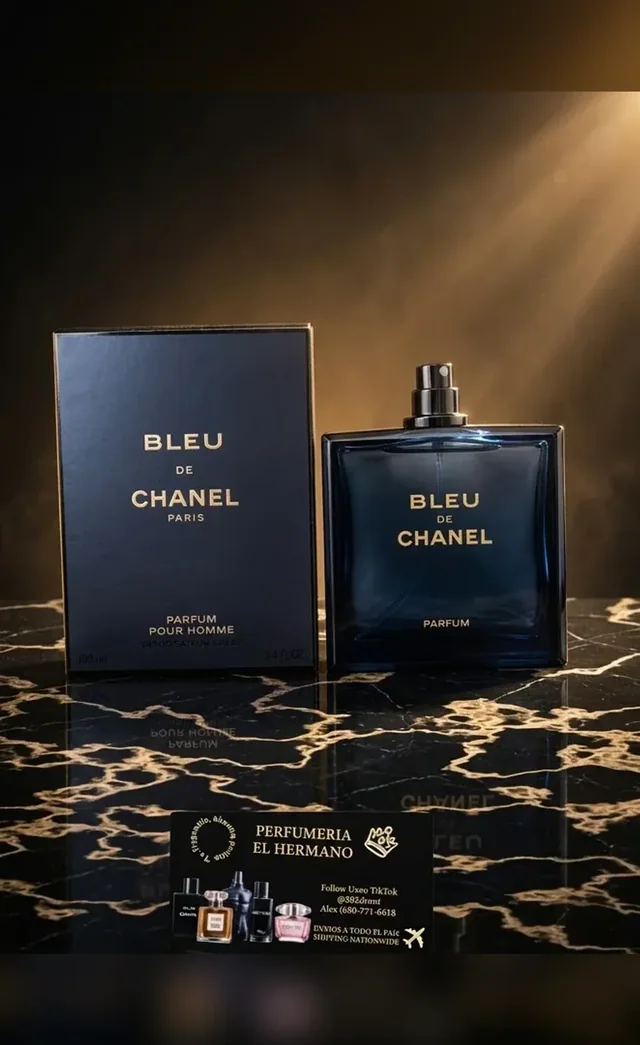 BLEU
DE
CHANEL
PARIS
PARFUM
POUR HOMME
BLEU
DE
CHANEL
PARFUM
PERFUMERIA
EL HERMANO
Follow Uxeo TikTok
Alex (680-771-6618
ENVIOS A TODO EL PAIC
SHIPPING NATIONWIDE